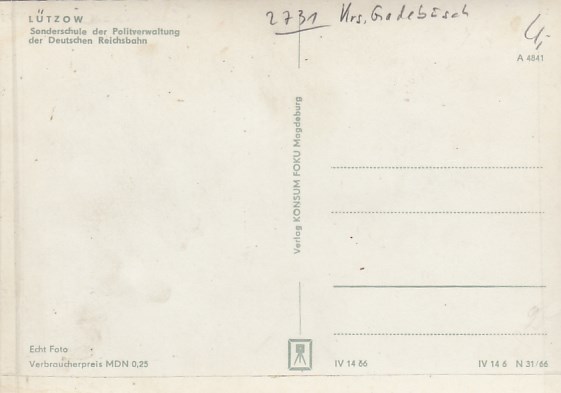 LÜTZOW
Sonderschule der Politverwaltung
der Deutschen Reichsbahn
2731 Krs. Gadebusch
4,-
A 4841
Verlag KONSUM FOKU Magdeburg
Echt Foto
Verbraucherpreis MDN 0,25
IV 14 86
IV 14 6 N 31/66